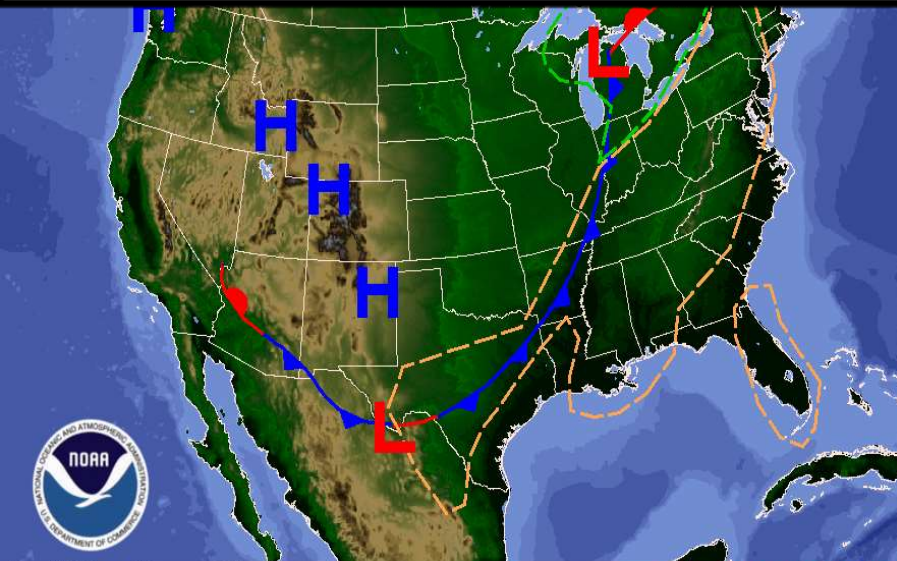 H
L
H
H
H
L
NATIONAL OCEANIC AND ATMOSPHERIC ADMINISTRATION
NOAA
U.S. DEPARTMENT OF COMMERCE